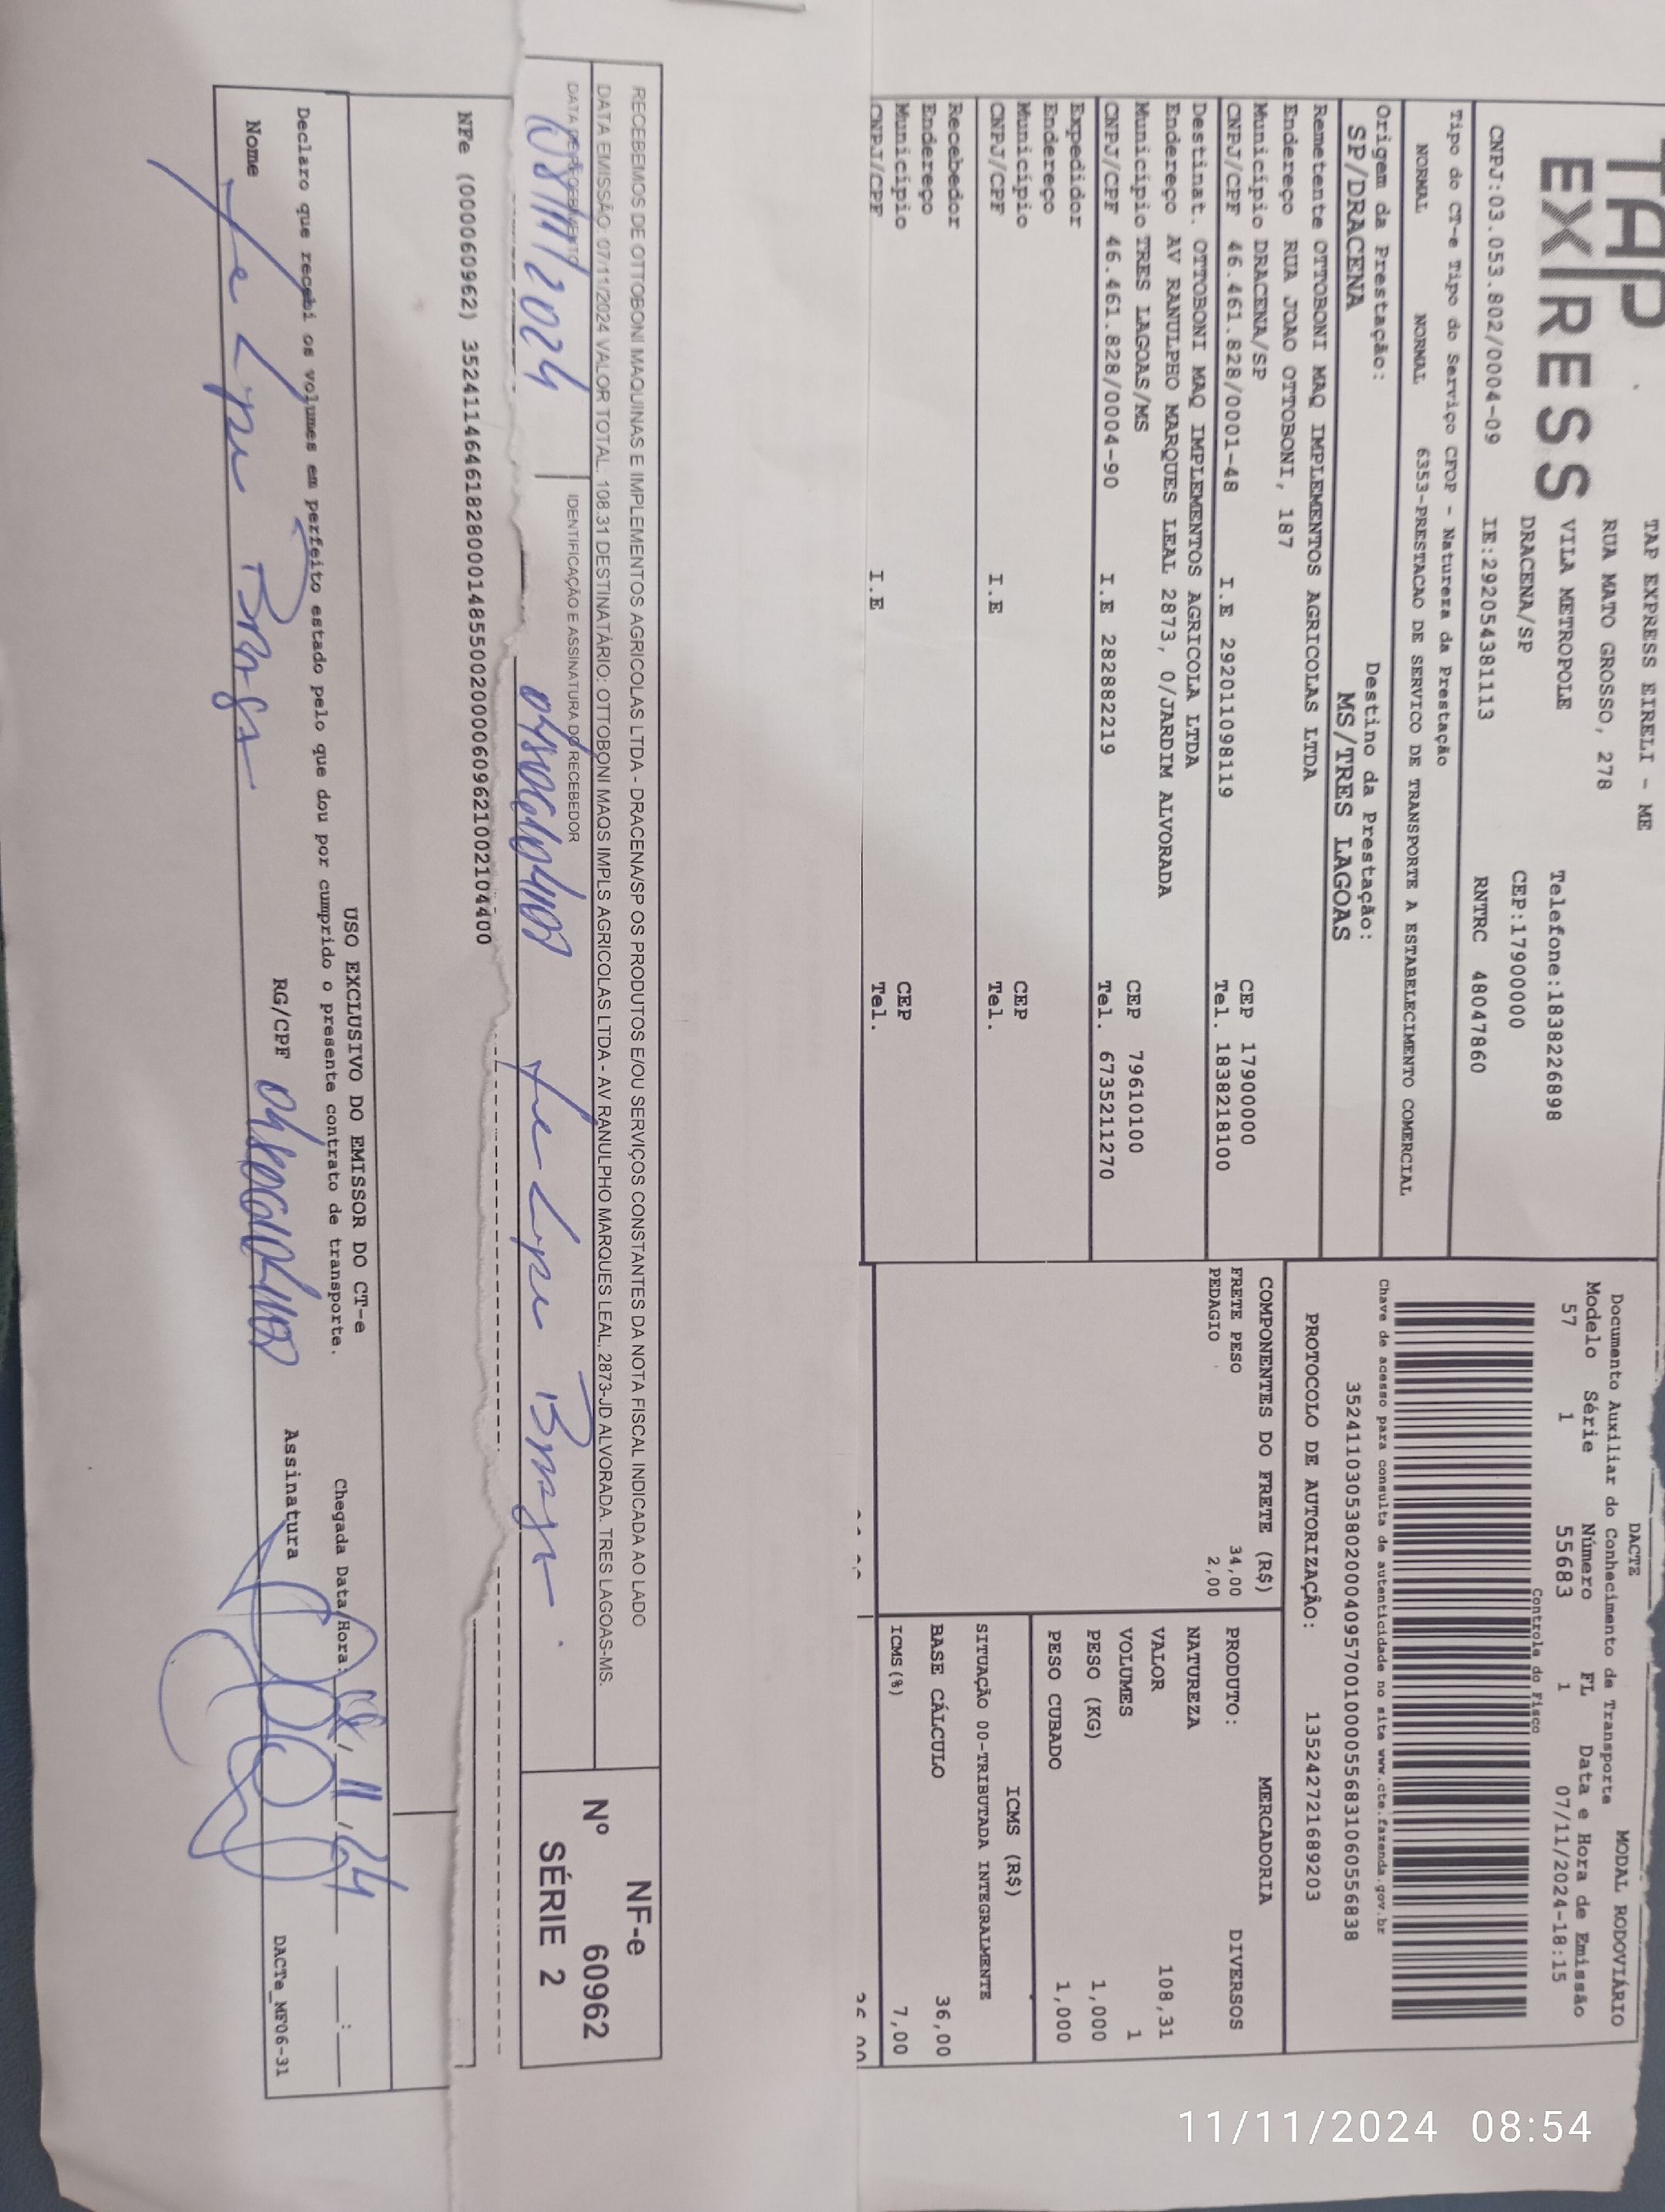 TAP
EXPRESS
TAP EXPRESS EIRELI - ME
RUA MATO GROSSO, 278
VILA METROPOLE
Telefone:1838226898
DRACENA/SP
CEP:17900000
CNPJ:03.053.802/0004-09 IE:292054381113 RNTRC 48047860
Tipo do CT-e Tipo do Serviço CFOP - Natureza da Prestação
NORMAL NORMAL 6353-PRESTACAO DE SERVICO DE TRANSPORTE A ESTABELECIMENTO COMERCIAL
Origem da Prestação: Destino da Prestação:
SP/DRACENA MS/TRES LAGOAS
Remetente OTTOBONI MAQ IMPLEMENTOS AGRICOLAS LTDA
Endereço RUA JOAO OTTOBONI, 187
Município DRACENA/SP CEP 17900000
CNPJ/CPF 46.461.828/0001-48 I.E 292011098119 Tel. 1838218100
Destinat. OTTOBONI MAQ IMPLEMENTOS AGRICOLA LTDA
Endereço AV RANULPHO MARQUES LEAL 2873, 0/JARDIM ALVORADA
Município TRES LAGOAS/MS CEP 79610100
CNPJ/CPF 46.461.828/0004-90 I.E 282882219 Tel. 6735211270
Expedidor
Endereço
Município CEP
CNPJ/CPF I.E Tel.
Recebedor
Endereço
Município CEP
CNPJ/CPF I.E Tel.
DACTE MODAL RODOVIÁRIO
Documento Auxiliar do Conhecimento de Transporte
Modelo Série Número FL Data e Hora de Emissão
57 1 55683 1 07/11/2024-18:15
Controle do Fisco
Chave de acesso para consulta de autenticidade no site www.cte.fazenda.gov.br
35241103053802000409570010000556831060556838
PROTOCOLO DE AUTORIZAÇÃO: 135242721689203
COMPONENTES DO FRETE (R$)
FRETE PESO 34,00
PEDAGIO 2,00
MERCADORIA
PRODUTO: DIVERSOS
NATUREZA
VALOR 108,31
VOLUMES 1
PESO (KG) 1,000
PESO CUBADO 1,000
ICMS (R$)
SITUAÇÃO 00-TRIBUTADA INTEGRALMENTE
BASE CÁLCULO 36,00
ICMS(%) 7,00
RECEBEMOS DE OTTOBONI MAQUINAS E IMPLEMENTOS AGRICOLAS LTDA - DRACENA/SP OS PRODUTOS E/OU SERVIÇOS CONSTANTES DA NOTA FISCAL INDICADA AO LADO
DATA EMISSÃO: 07/11/2024 VALOR TOTAL. 108.31 DESTINATÁRIO: OTTOBONI MAQS IMPLS AGRICOLAS LTDA - AV RANULPHO MARQUES LEAL, 2873-JD ALVORADA. TRES LAGOAS-MS.
DATA DE RECEBIMENTO IDENTIFICAÇÃO E ASSINATURA DO RECEBEDOR
08/11/2024
NF-e
Nº 60962
SÉRIE 2
NFe (000060962) 35241146461828000148550020000609621002104400
USO EXCLUSIVO DO EMISSOR DO CT-e
Declaro que recebi os volumes em perfeito estado pelo que dou por cumprido o presente contrato de transporte.
Chegada Data/Hora: 08/11/24 :
Nome RG/CPF Assinatura
DACTe_MF06-31
11/11/2024 08:54